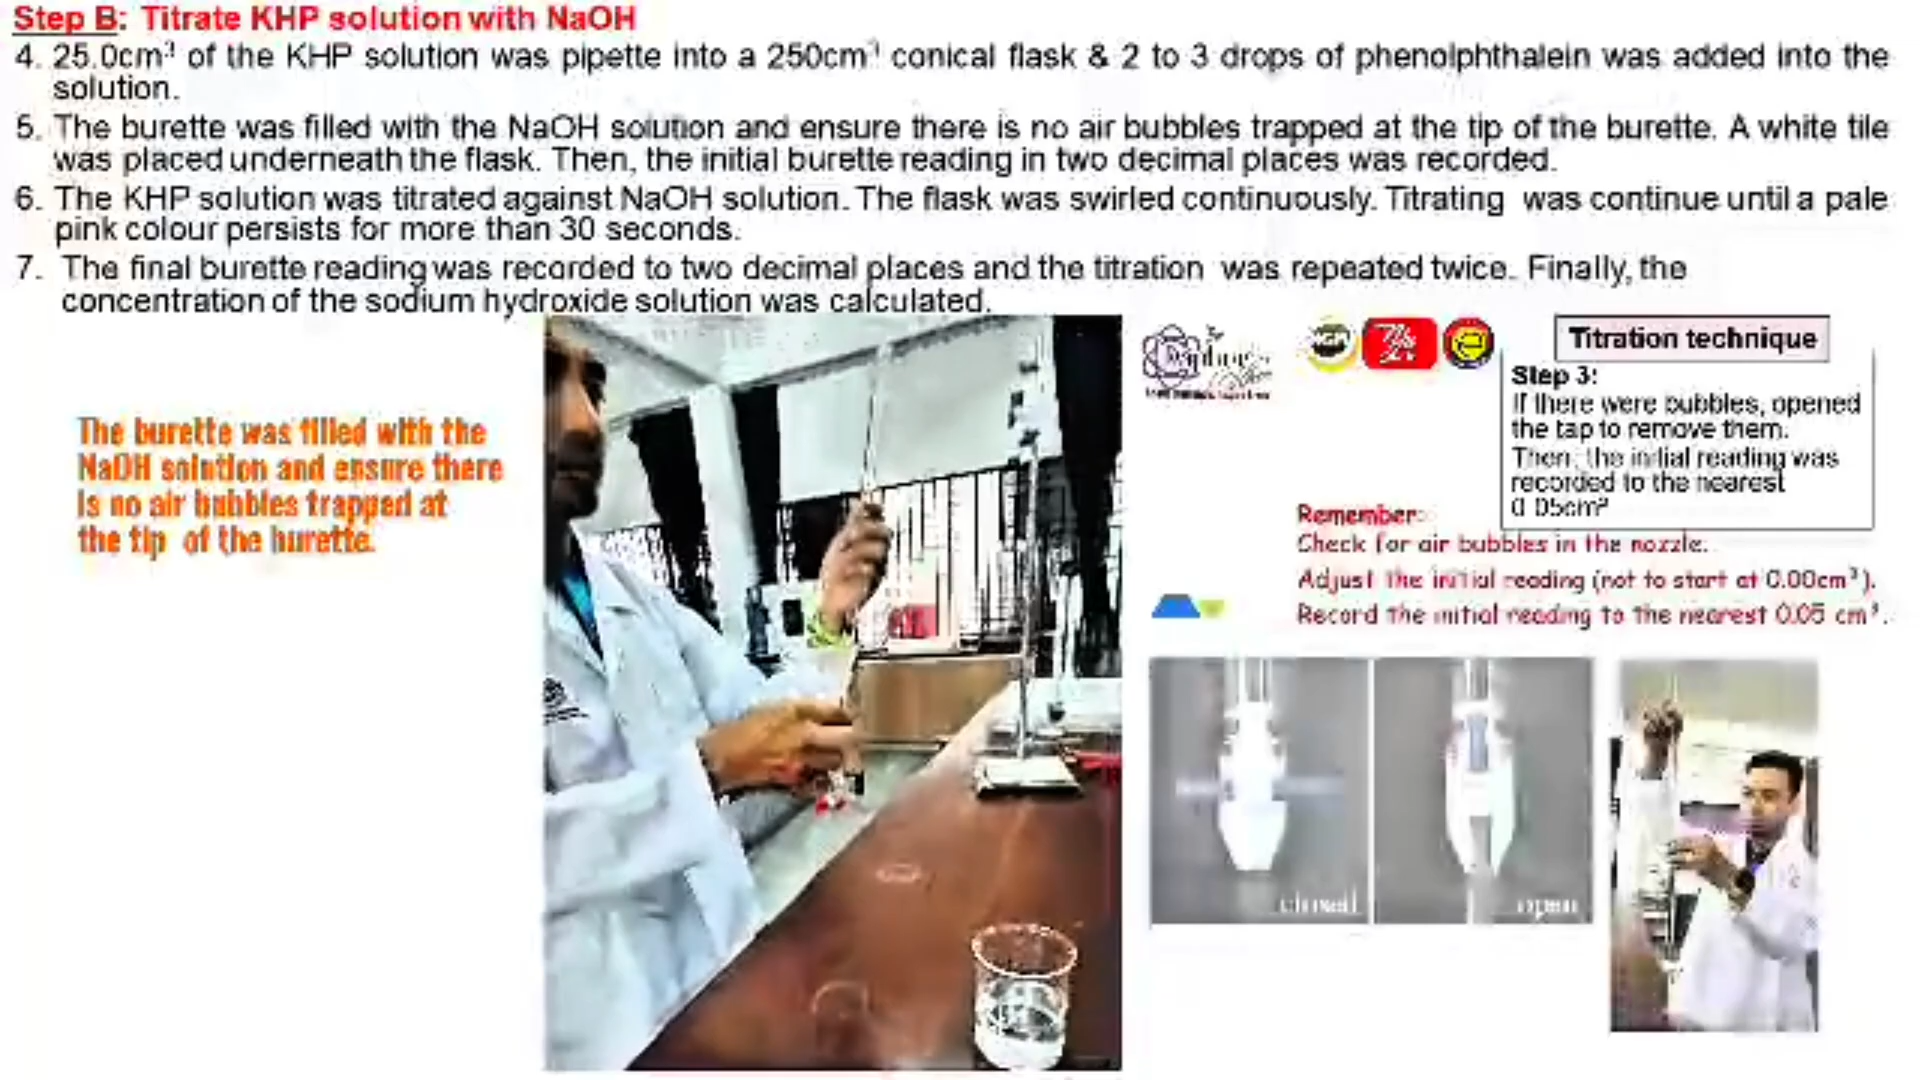 Step B: Titrate KHP solution with NaOH
4. 25.0cm³ of the KHP solution was pipette into a 250cm³ conical flask & 2 to 3 drops of phenolphthalein was added into the
solution.
5. The burette was filled with the NaOH solution and ensure there is no air bubbles trapped at the tip of the burette. A white tile
was placed underneath the flask. Then, the initial burette reading in two decimal places was recorded.
6. The KHP solution was titrated against NaOH solution. The flask was swirled continuously. Titrating was continue until a pale
pink colour persists for more than 30 seconds.
7. The final burette reading was recorded to two decimal places and the titration was repeated twice. Finally, the
concentration of the sodium hydroxide solution was calculated.
The burette was filled with the
NaOH solution and ensure there
is no air bubbles trapped at
the tip of the burette.
Titration technique
Step 3:
If there were bubbles, opened
the tap to remove them.
Then, the initial reading was
recorded to the nearest
0.05cm³
Remember:
Check for air bubbles in the nozzle.
Adjust the initial reading (not to start at 0.00cm³).
Record the initial reading to the nearest 0.05 cm³.
closed
open